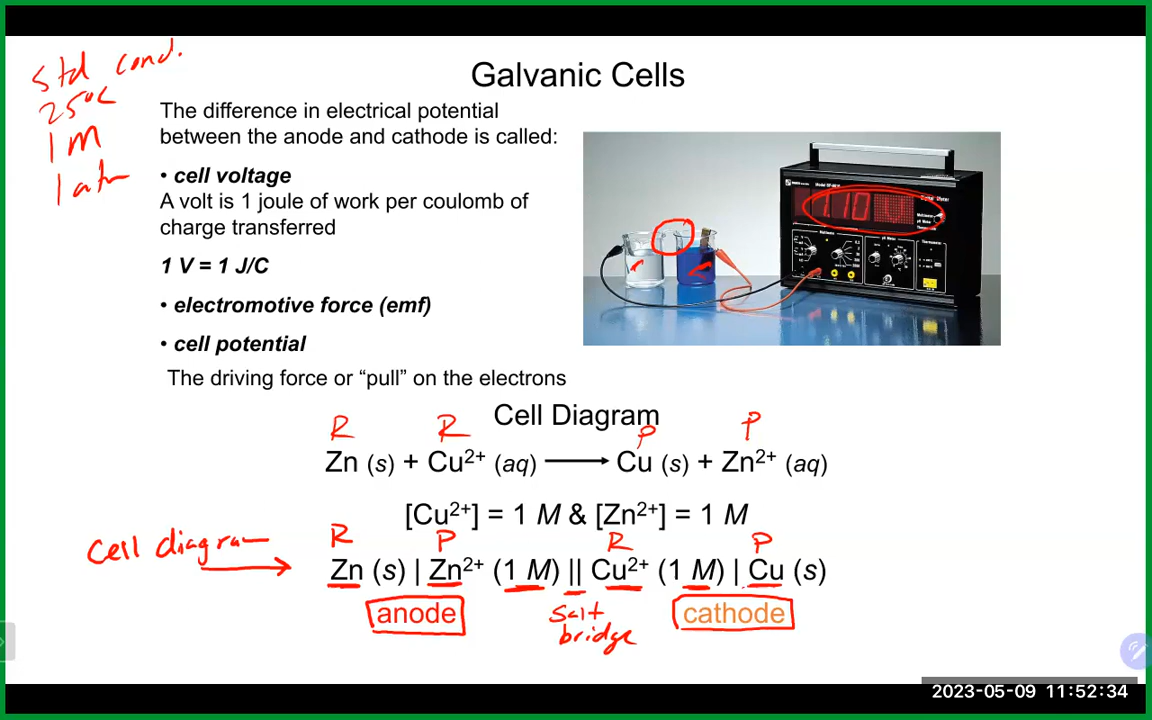 Std cond.
25°C
1 M
1 atm
Galvanic Cells
The difference in electrical potential
between the anode and cathode is called:
• cell voltage
A volt is 1 joule of work per coulomb of
charge transferred
1 V = 1 J/C
• electromotive force (emf)
• cell potential
The driving force or “pull” on the electrons
1.10 V
Cell Diagram
R R P P
Zn (s) + Cu²⁺ (aq) ⟶ Cu (s) + Zn²⁺ (aq)
[Cu²⁺] = 1 M & [Zn²⁺] = 1 M
Cell diagram →
R P R P
Zn (s) | Zn²⁺ (1 M) || Cu²⁺ (1 M) | Cu (s)
anode
salt
bridge
cathode
2023-05-09 11:52:34